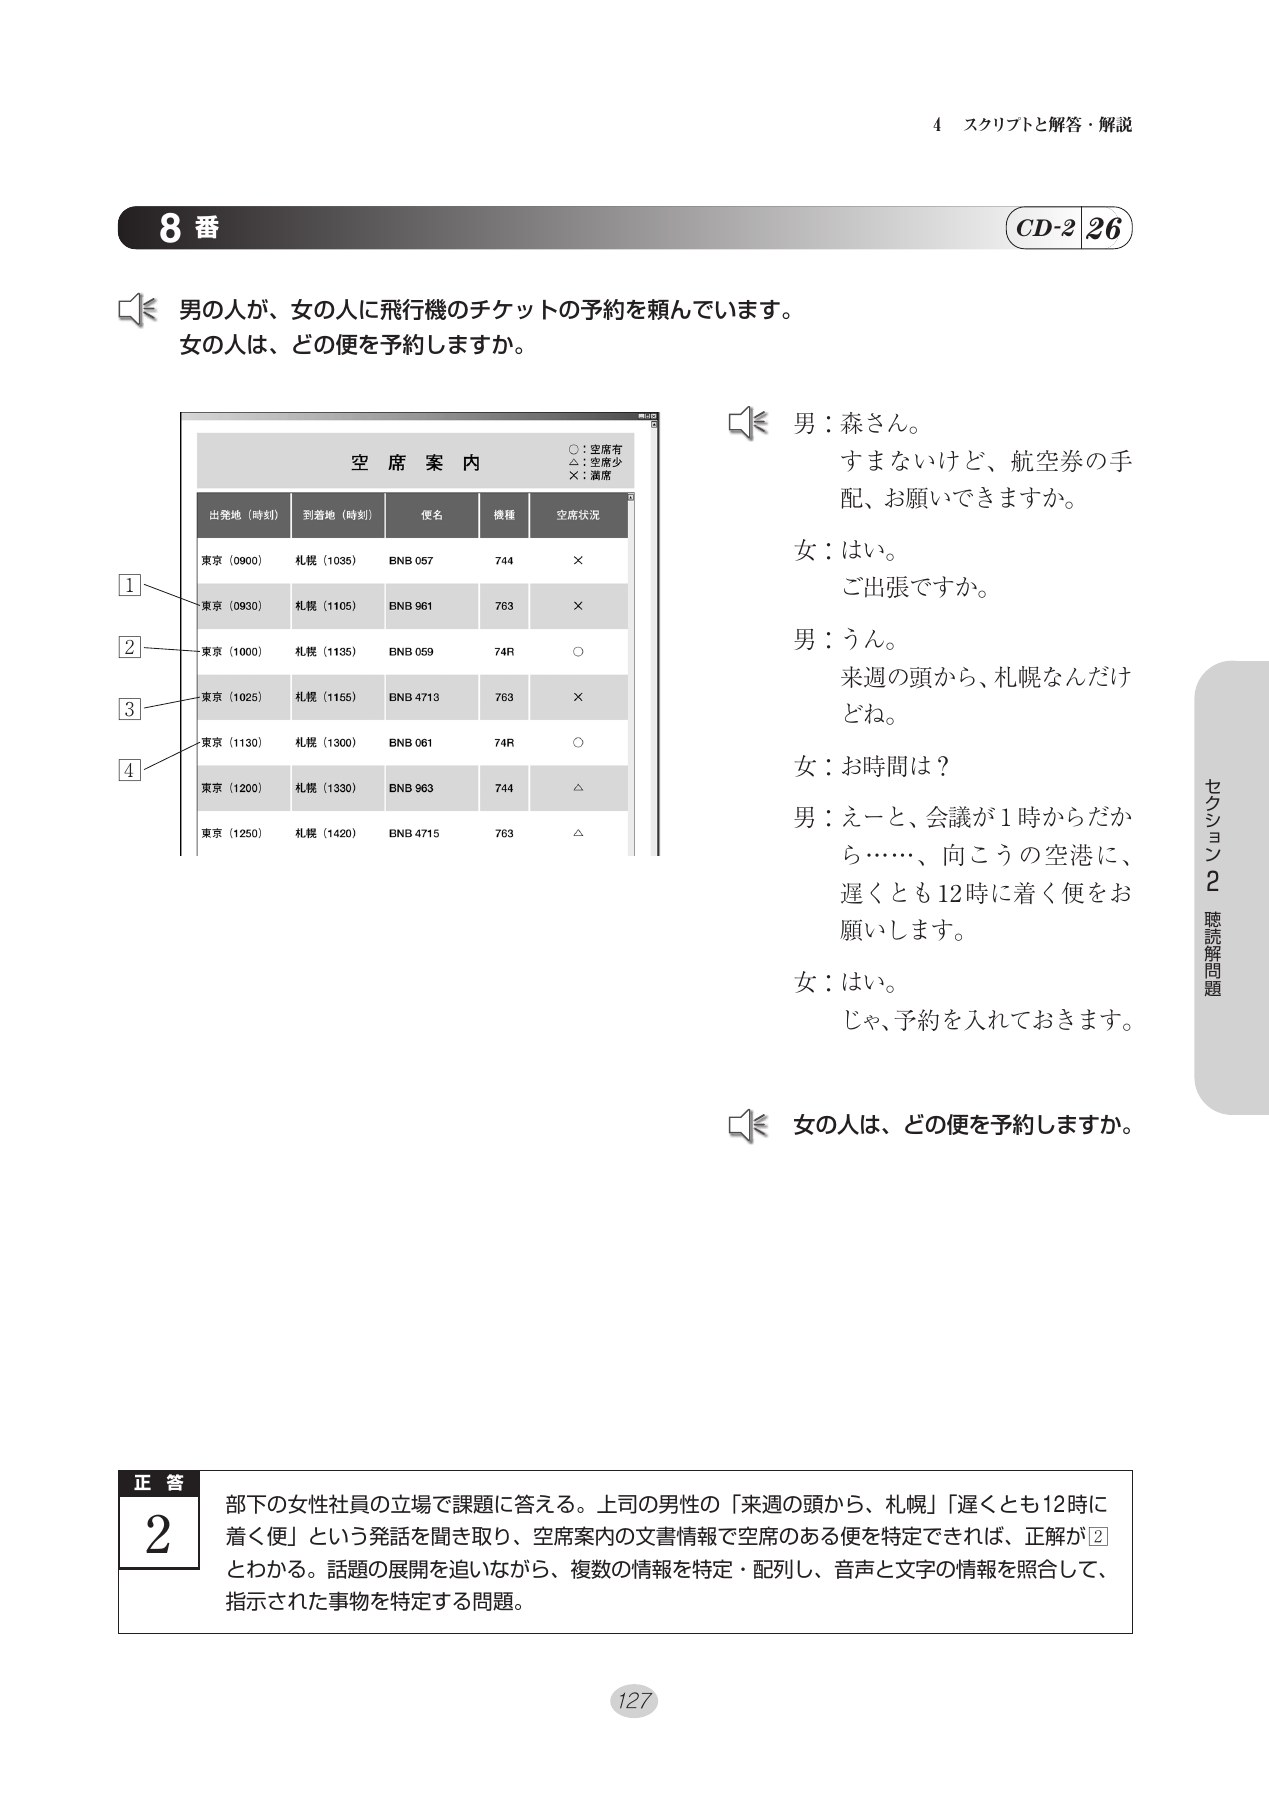 4 スクリプトと解答・解説
8 番
CD-2 26
男の人が、女の人に飛行機のチケットの予約を頼んでいます。
女の人は、どの便を予約しますか。
空席案内
○：空席有
△：空席少
×：満席
出発地（時刻） 到着地（時刻） 便名 機種 空席状況
東京（0900） 札幌（1035） BNB 057 744 ×
1 東京（0930） 札幌（1105） BNB 961 763 ×
2 東京（1000） 札幌（1135） BNB 059 74R ○
3 東京（1025） 札幌（1155） BNB 4713 763 ×
4 東京（1130） 札幌（1300） BNB 061 74R ○
東京（1200） 札幌（1330） BNB 963 744 △
東京（1250） 札幌（1420） BNB 4715 763 △
男：森さん。
すまないけど、航空券の手
配、お願いできますか。
女：はい。
ご出張ですか。
男：うん。
来週の頭から、札幌なんだけ
どね。
女：お時間は？
男：えーと、会議が1時からだか
ら……、向こうの空港に、
遅くとも12時に着く便をお
願いします。
女：はい。
じゃ、予約を入れておきます。
女の人は、どの便を予約しますか。
セクション2 聴読解問題
正答
2
部下の女性社員の立場で課題に答える。上司の男性の「来週の頭から、札幌」「遅くとも12時に
着く便」という発話を聞き取り、空席案内の文書情報で空席のある便を特定できれば、正解が2
とわかる。話題の展開を追いながら、複数の情報を特定・配列し、音声と文字の情報を照合して、
指示された事物を特定する問題。
127